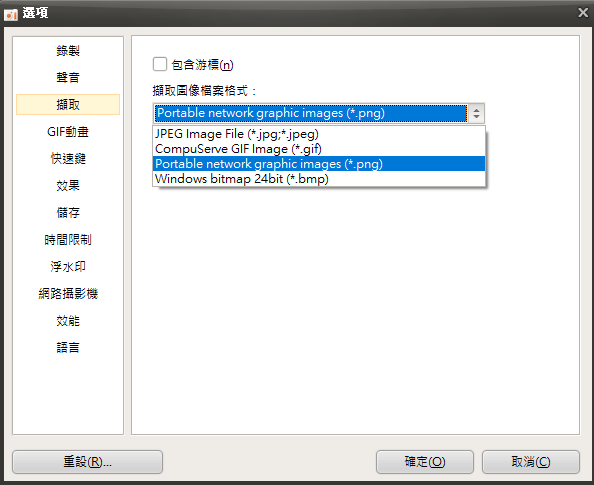 選項
錄製
聲音
擷取
GIF動畫
快速鍵
效果
儲存
時間限制
浮水印
網路攝影機
效能
語言
包含游標(n)
擷取圖像檔案格式：
Portable network graphic images (*.png)
JPEG Image File (*.jpg;*.jpeg)
CompuServe GIF Image (*.gif)
Portable network graphic images (*.png)
Windows bitmap 24bit (*.bmp)
重設(R)...
確定(O)
取消(C)